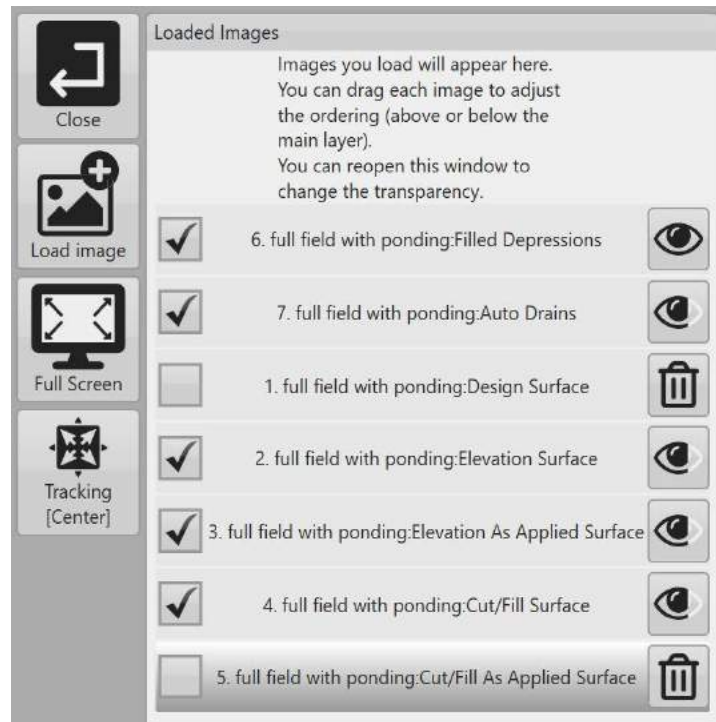 Loaded Images
Close
Load image
Full Screen
Tracking
[Center]
Images you load will appear here.
You can drag each image to adjust
the ordering (above or below the
main layer).
You can reopen this window to
change the transparency.
6. full field with ponding:Filled Depressions
7. full field with ponding:Auto Drains
1. full field with ponding:Design Surface
2. full field with ponding:Elevation Surface
3. full field with ponding:Elevation As Applied Surface
4. full field with ponding:Cut/Fill Surface
5. full field with ponding:Cut/Fill As Applied Surface